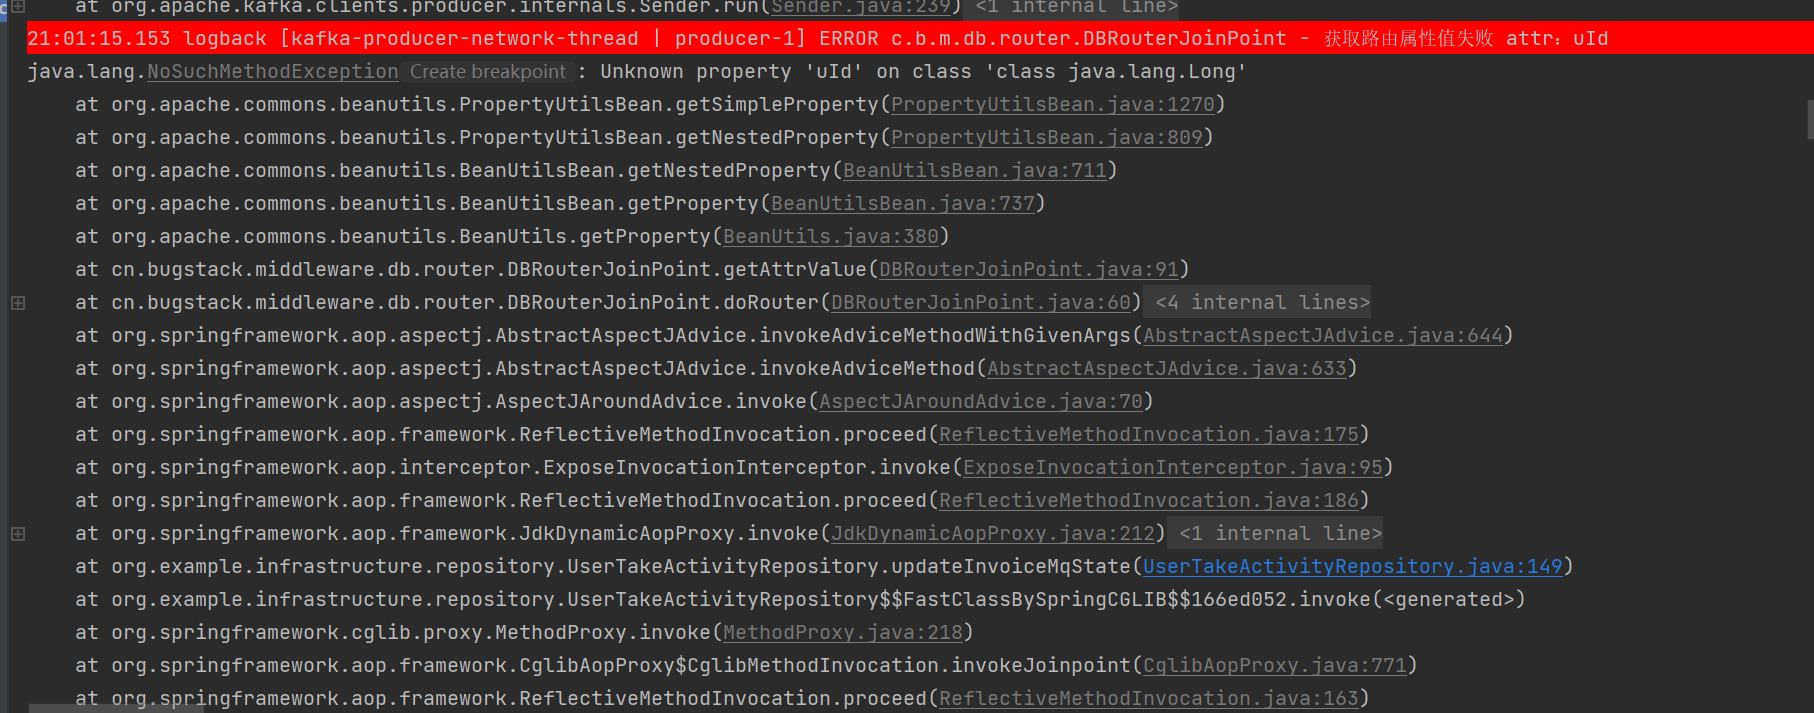 at org.apache.kafka.clients.producer.internals.Sender.run(Sender.java:239) <1 internal line>
21:01:15.153 logback [kafka-producer-network-thread | producer-1] ERROR c.b.m.db.router.DBRouterJoinPoint - 获取路由属性值失败 attr：uId
java.lang.NoSuchMethodException Create breakpoint : Unknown property 'uId' on class 'class java.lang.Long'
at org.apache.commons.beanutils.PropertyUtilsBean.getSimpleProperty(PropertyUtilsBean.java:1270)
at org.apache.commons.beanutils.PropertyUtilsBean.getNestedProperty(PropertyUtilsBean.java:809)
at org.apache.commons.beanutils.BeanUtilsBean.getNestedProperty(BeanUtilsBean.java:711)
at org.apache.commons.beanutils.BeanUtilsBean.getProperty(BeanUtilsBean.java:737)
at org.apache.commons.beanutils.BeanUtils.getProperty(BeanUtils.java:380)
at cn.bugstack.middleware.db.router.DBRouterJoinPoint.getAttrValue(DBRouterJoinPoint.java:91)
at cn.bugstack.middleware.db.router.DBRouterJoinPoint.doRouter(DBRouterJoinPoint.java:60) <4 internal lines>
at org.springframework.aop.aspectj.AbstractAspectJAdvice.invokeAdviceMethodWithGivenArgs(AbstractAspectJAdvice.java:644)
at org.springframework.aop.aspectj.AbstractAspectJAdvice.invokeAdviceMethod(AbstractAspectJAdvice.java:633)
at org.springframework.aop.aspectj.AspectJAroundAdvice.invoke(AspectJAroundAdvice.java:70)
at org.springframework.aop.framework.ReflectiveMethodInvocation.proceed(ReflectiveMethodInvocation.java:175)
at org.springframework.aop.interceptor.ExposeInvocationInterceptor.invoke(ExposeInvocationInterceptor.java:95)
at org.springframework.aop.framework.ReflectiveMethodInvocation.proceed(ReflectiveMethodInvocation.java:186)
at org.springframework.aop.framework.JdkDynamicAopProxy.invoke(JdkDynamicAopProxy.java:212) <1 internal line>
at org.example.infrastructure.repository.UserTakeActivityRepository.updateInvoiceMqState(UserTakeActivityRepository.java:149)
at org.example.infrastructure.repository.UserTakeActivityRepository$$FastClassBySpringCGLIB$$166ed052.invoke(<generated>)
at org.springframework.cglib.proxy.MethodProxy.invoke(MethodProxy.java:218)
at org.springframework.aop.framework.CglibAopProxy$CglibMethodInvocation.invokeJoinpoint(CglibAopProxy.java:771)
at org.springframework.aop.framework.ReflectiveMethodInvocation.proceed(ReflectiveMethodInvocation.java:163)